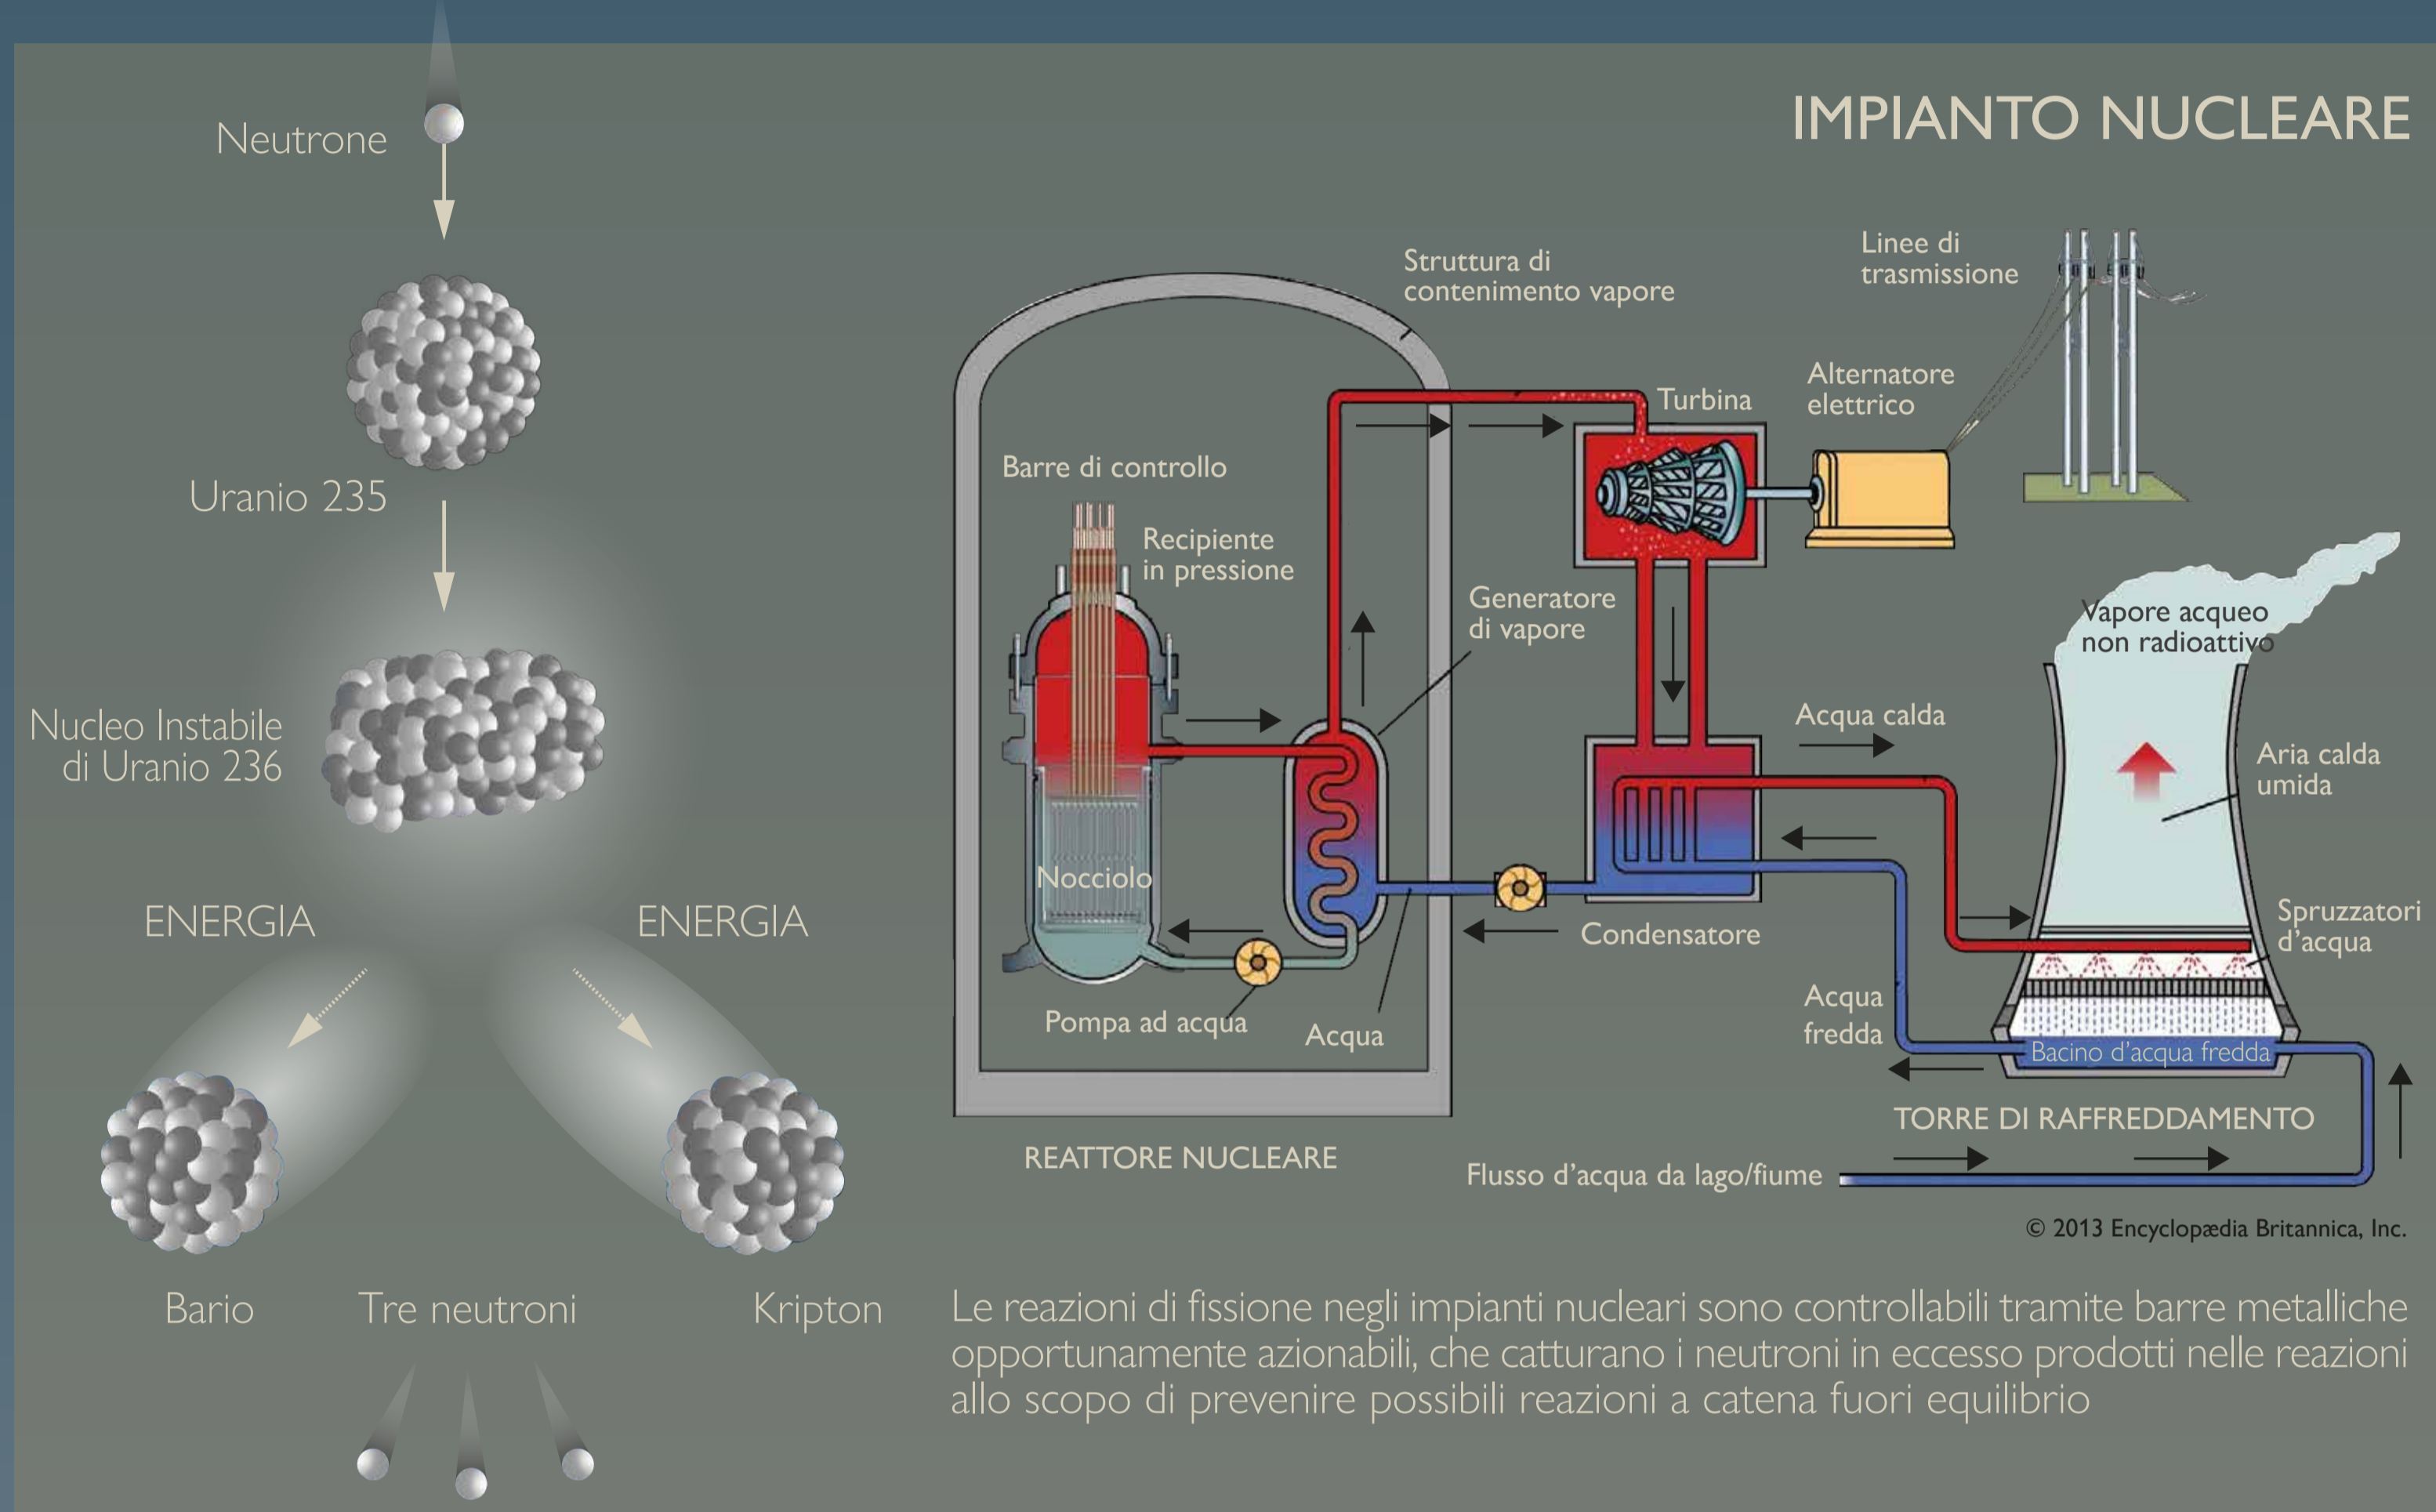 IMPIANTO NUCLEARE
Neutrone
Uranio 235
Nucleo Instabile
di Uranio 236
ENERGIA
ENERGIA
Bario
Tre neutroni
Kripton
Struttura di
contenimento vapore
Linee di
trasmissione
Alternatore
elettrico
Turbina
Barre di controllo
Recipiente
in pressione
Generatore
di vapore
Vapore acqueo
non radioattivo
Acqua calda
Aria calda
umida
Nocciolo
Spruzzatori
d'acqua
Condensatore
Acqua
fredda
Pompa ad acqua
Acqua
Bacino d'acqua fredda
TORRE DI RAFFREDDAMENTO
REATTORE NUCLEARE
Flusso d'acqua da lago/fiume
© 2013 Encyclopædia Britannica, Inc.
Le reazioni di fissione negli impianti nucleari sono controllabili tramite barre metalliche
opportunamente azionabili, che catturano i neutroni in eccesso prodotti nelle reazioni
allo scopo di prevenire possibili reazioni a catena fuori equilibrio